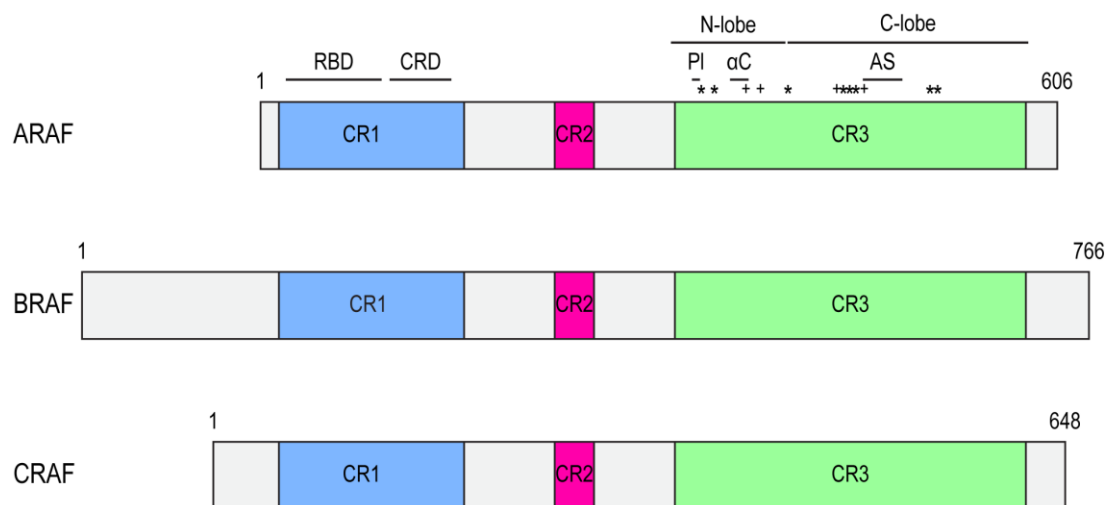 N-lobe C-lobe
RBD CRD PI αC AS
1 606
* * + + * +****+ **
ARAF CR1 CR2 CR3
1 766
BRAF CR1 CR2 CR3
1 648
CRAF CR1 CR2 CR3